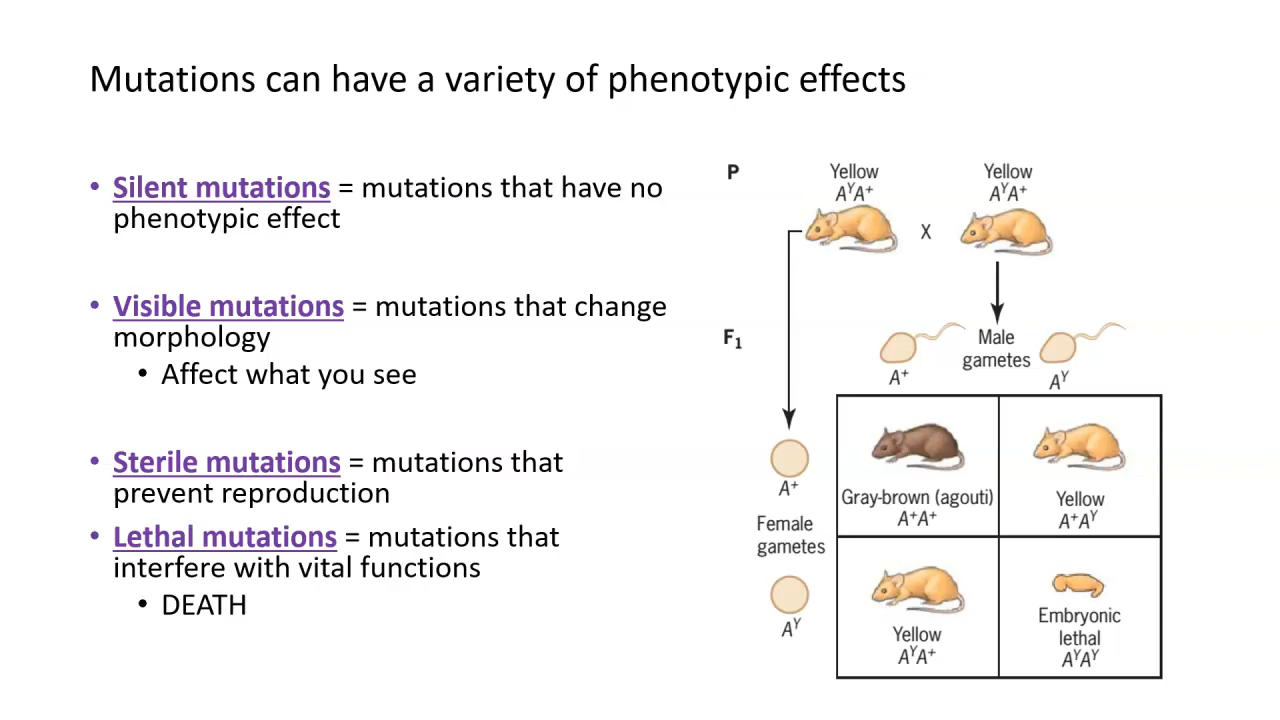 Mutations can have a variety of phenotypic effects
• Silent mutations = mutations that have no
phenotypic effect
• Visible mutations = mutations that change
morphology
• Affect what you see
• Sterile mutations = mutations that
prevent reproduction
• Lethal mutations = mutations that
interfere with vital functions
• DEATH
P
Yellow
AʸA⁺
X
Yellow
AʸA⁺
F₁
Male
gametes
A⁺
Aʸ
A⁺
Female
gametes
Aʸ
Gray-brown (agouti)
A⁺A⁺
Yellow
A⁺Aʸ
Yellow
AʸA⁺
Embryonic
lethal
AʸAʸ